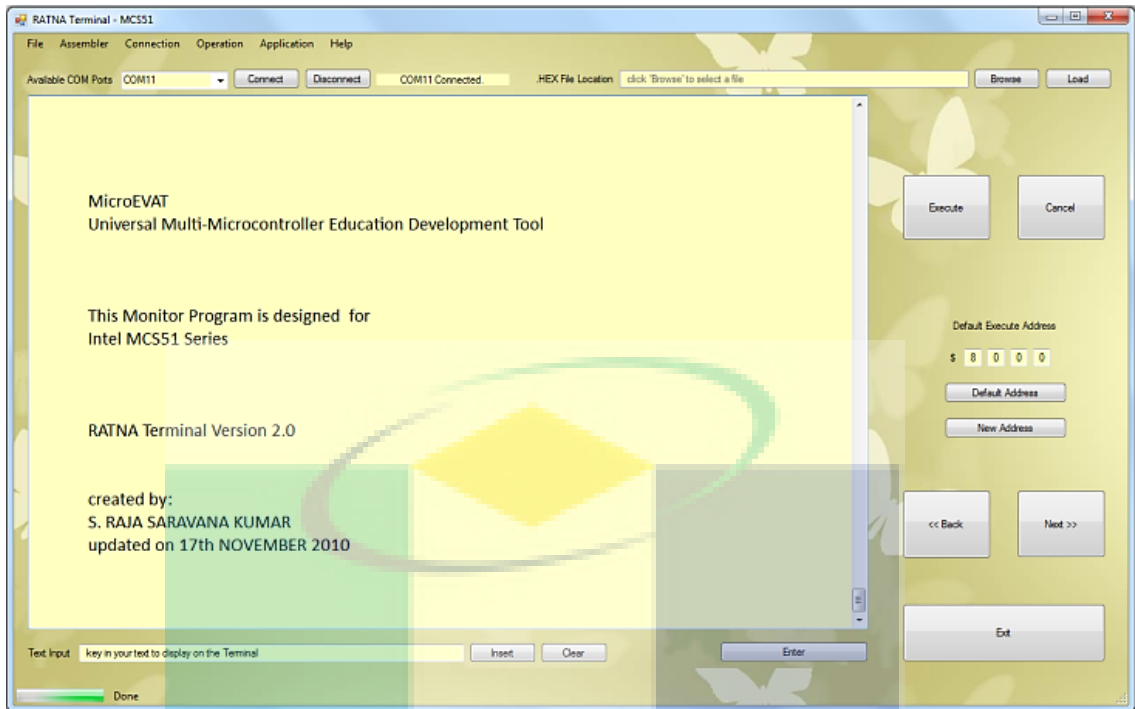 RATNA Terminal - MCS51
File Assembler Connection Operation Application Help
Available COM Ports COM11 Connect Disconnect COM11 Connected. .HEX File Location click 'Browse' to select a file Browse Load
MicroEVAT
Universal Multi-Microcontroller Education Development Tool
Execute Cancel
This Monitor Program is designed for
Intel MCS51 Series
Default Execute Address
$ 8 0 0 0
Default Address
New Address
RATNA Terminal Version 2.0
created by:
S. RAJA SARAVANA KUMAR
updated on 17th NOVEMBER 2010
<< Back Next >>
Exit
Text Input key in your text to display on the Terminal Insert Clear Enter
Done